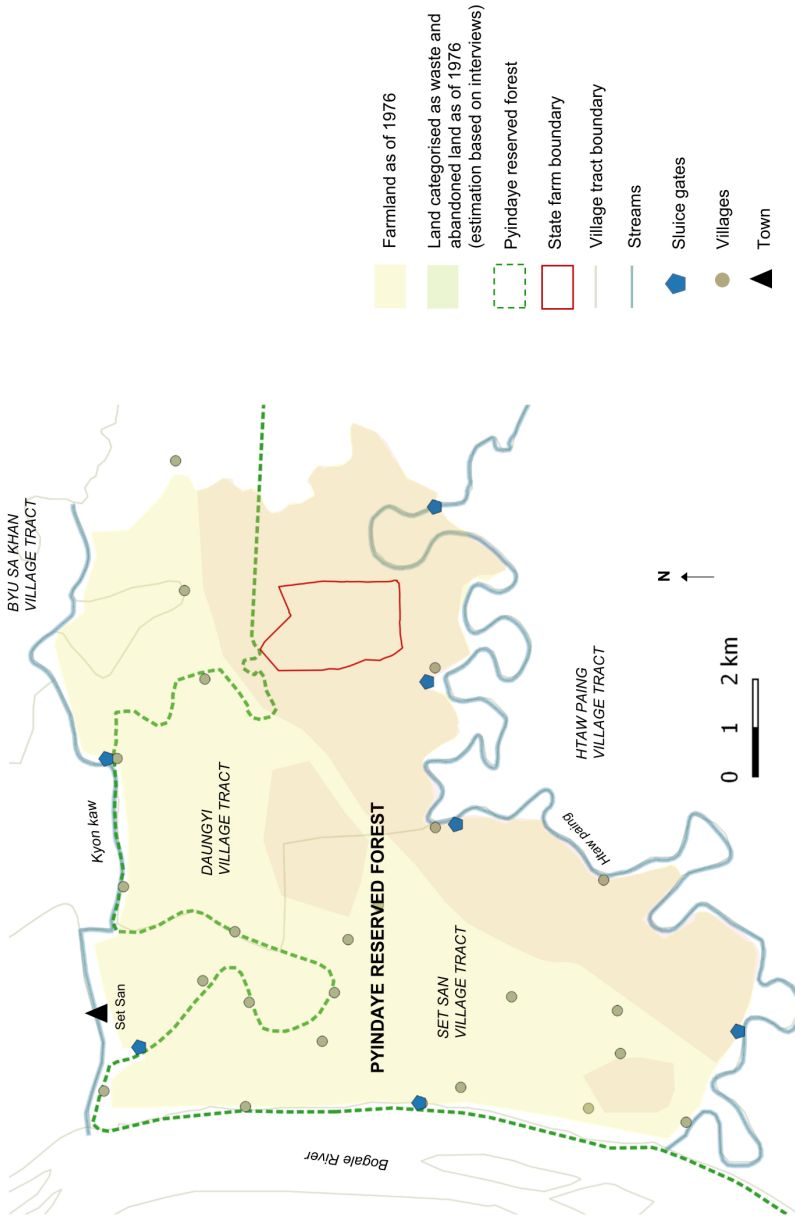 BYU SA KHAN
VILLAGE TRACT
Kyon kaw
DAUNGYI
VILLAGE TRACT
Set San
PYINDAYE RESERVED FOREST
SET SAN
VILLAGE TRACT
Bogale River
Htaw paing
HTAW PAING
VILLAGE TRACT
N
0 1 2 km
Farmland as of 1976
Land categorised as waste and
abandoned land as of 1976
(estimation based on interviews)
Pyindaye reserved forest
State farm boundary
Village tract boundary
Streams
Sluice gates
Villages
Town